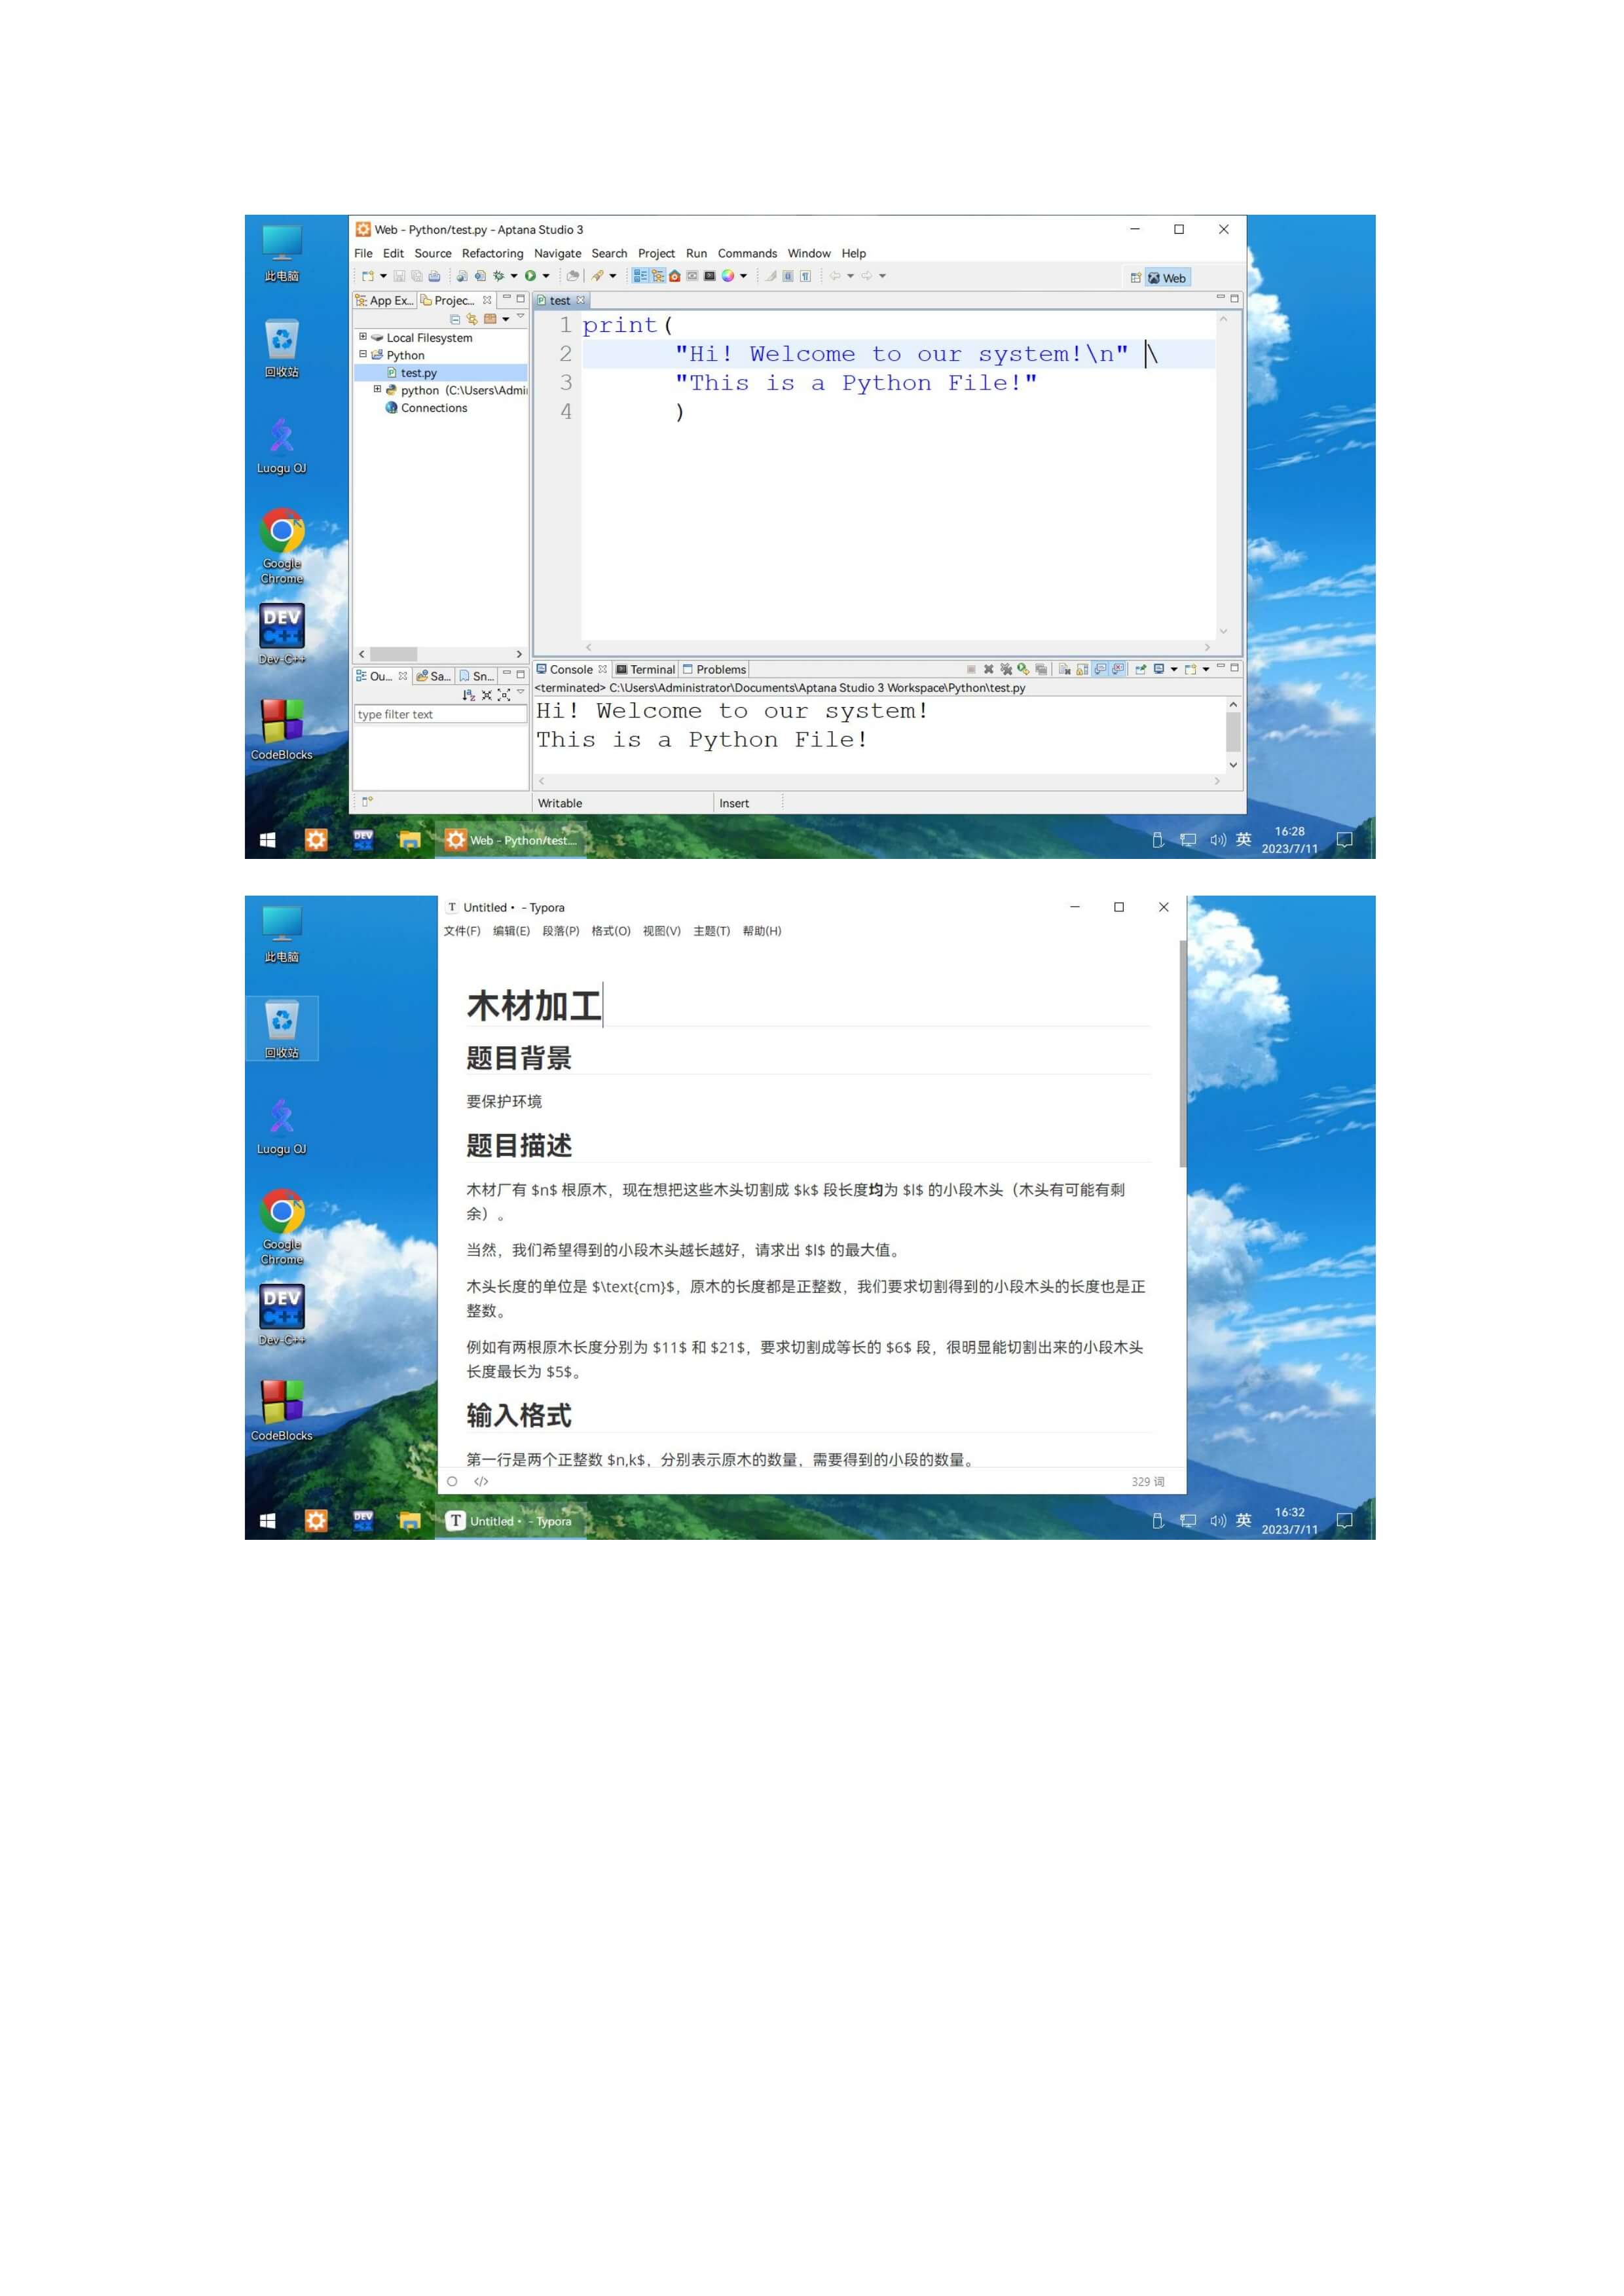 此电脑
回收站
Luogu OJ
Google
Chrome
DEV
C++
Dev-C++
CodeBlocks
Web - Python/test.py - Aptana Studio 3
File Edit Source Refactoring Navigate Search Project Run Commands Window Help
Web
App Ex... Projec...
Local Filesystem
Python
test.py
python (C:\Users\Admi
Connections
test
1 print(
2 "Hi! Welcome to our system!\n" \
3 "This is a Python File!"
4 )
Ou... Sa... Sn...
type filter text
Console Terminal Problems
<terminated> C:\Users\Administrator\Documents\Aptana Studio 3 Workspace\Python\test.py
Hi! Welcome to our system!
This is a Python File!
Writable Insert
DEV
Web - Python/test....
英
16:28
2023/7/11
此电脑
回收站
Luogu OJ
Google
Chrome
DEV
C++
Dev-C++
CodeBlocks
T Untitled• - Typora
文件(F) 编辑(E) 段落(P) 格式(O) 视图(V) 主题(T) 帮助(H)
木材加工
题目背景
要保护环境
题目描述
木材厂有 $n$ 根原木，现在想把这些木头切割成 $k$ 段长度均为 $l$ 的小段木头（木头有可能有剩
余）。
当然，我们希望得到的小段木头越长越好，请求出 $l$ 的最大值。
木头长度的单位是 $\text{cm}$，原木的长度都是正整数，我们要求切割得到的小段木头的长度也是正
整数。
例如有两根原木长度分别为 $11$ 和 $21$，要求切割成等长的 $6$ 段，很明显能切割出来的小段木头
长度最长为 $5$。
输入格式
第一行是两个正整数 $n,k$，分别表示原木的数量，需要得到的小段的数量。
</> 329 词
DEV
T Untitled• - Typora
英
16:32
2023/7/11